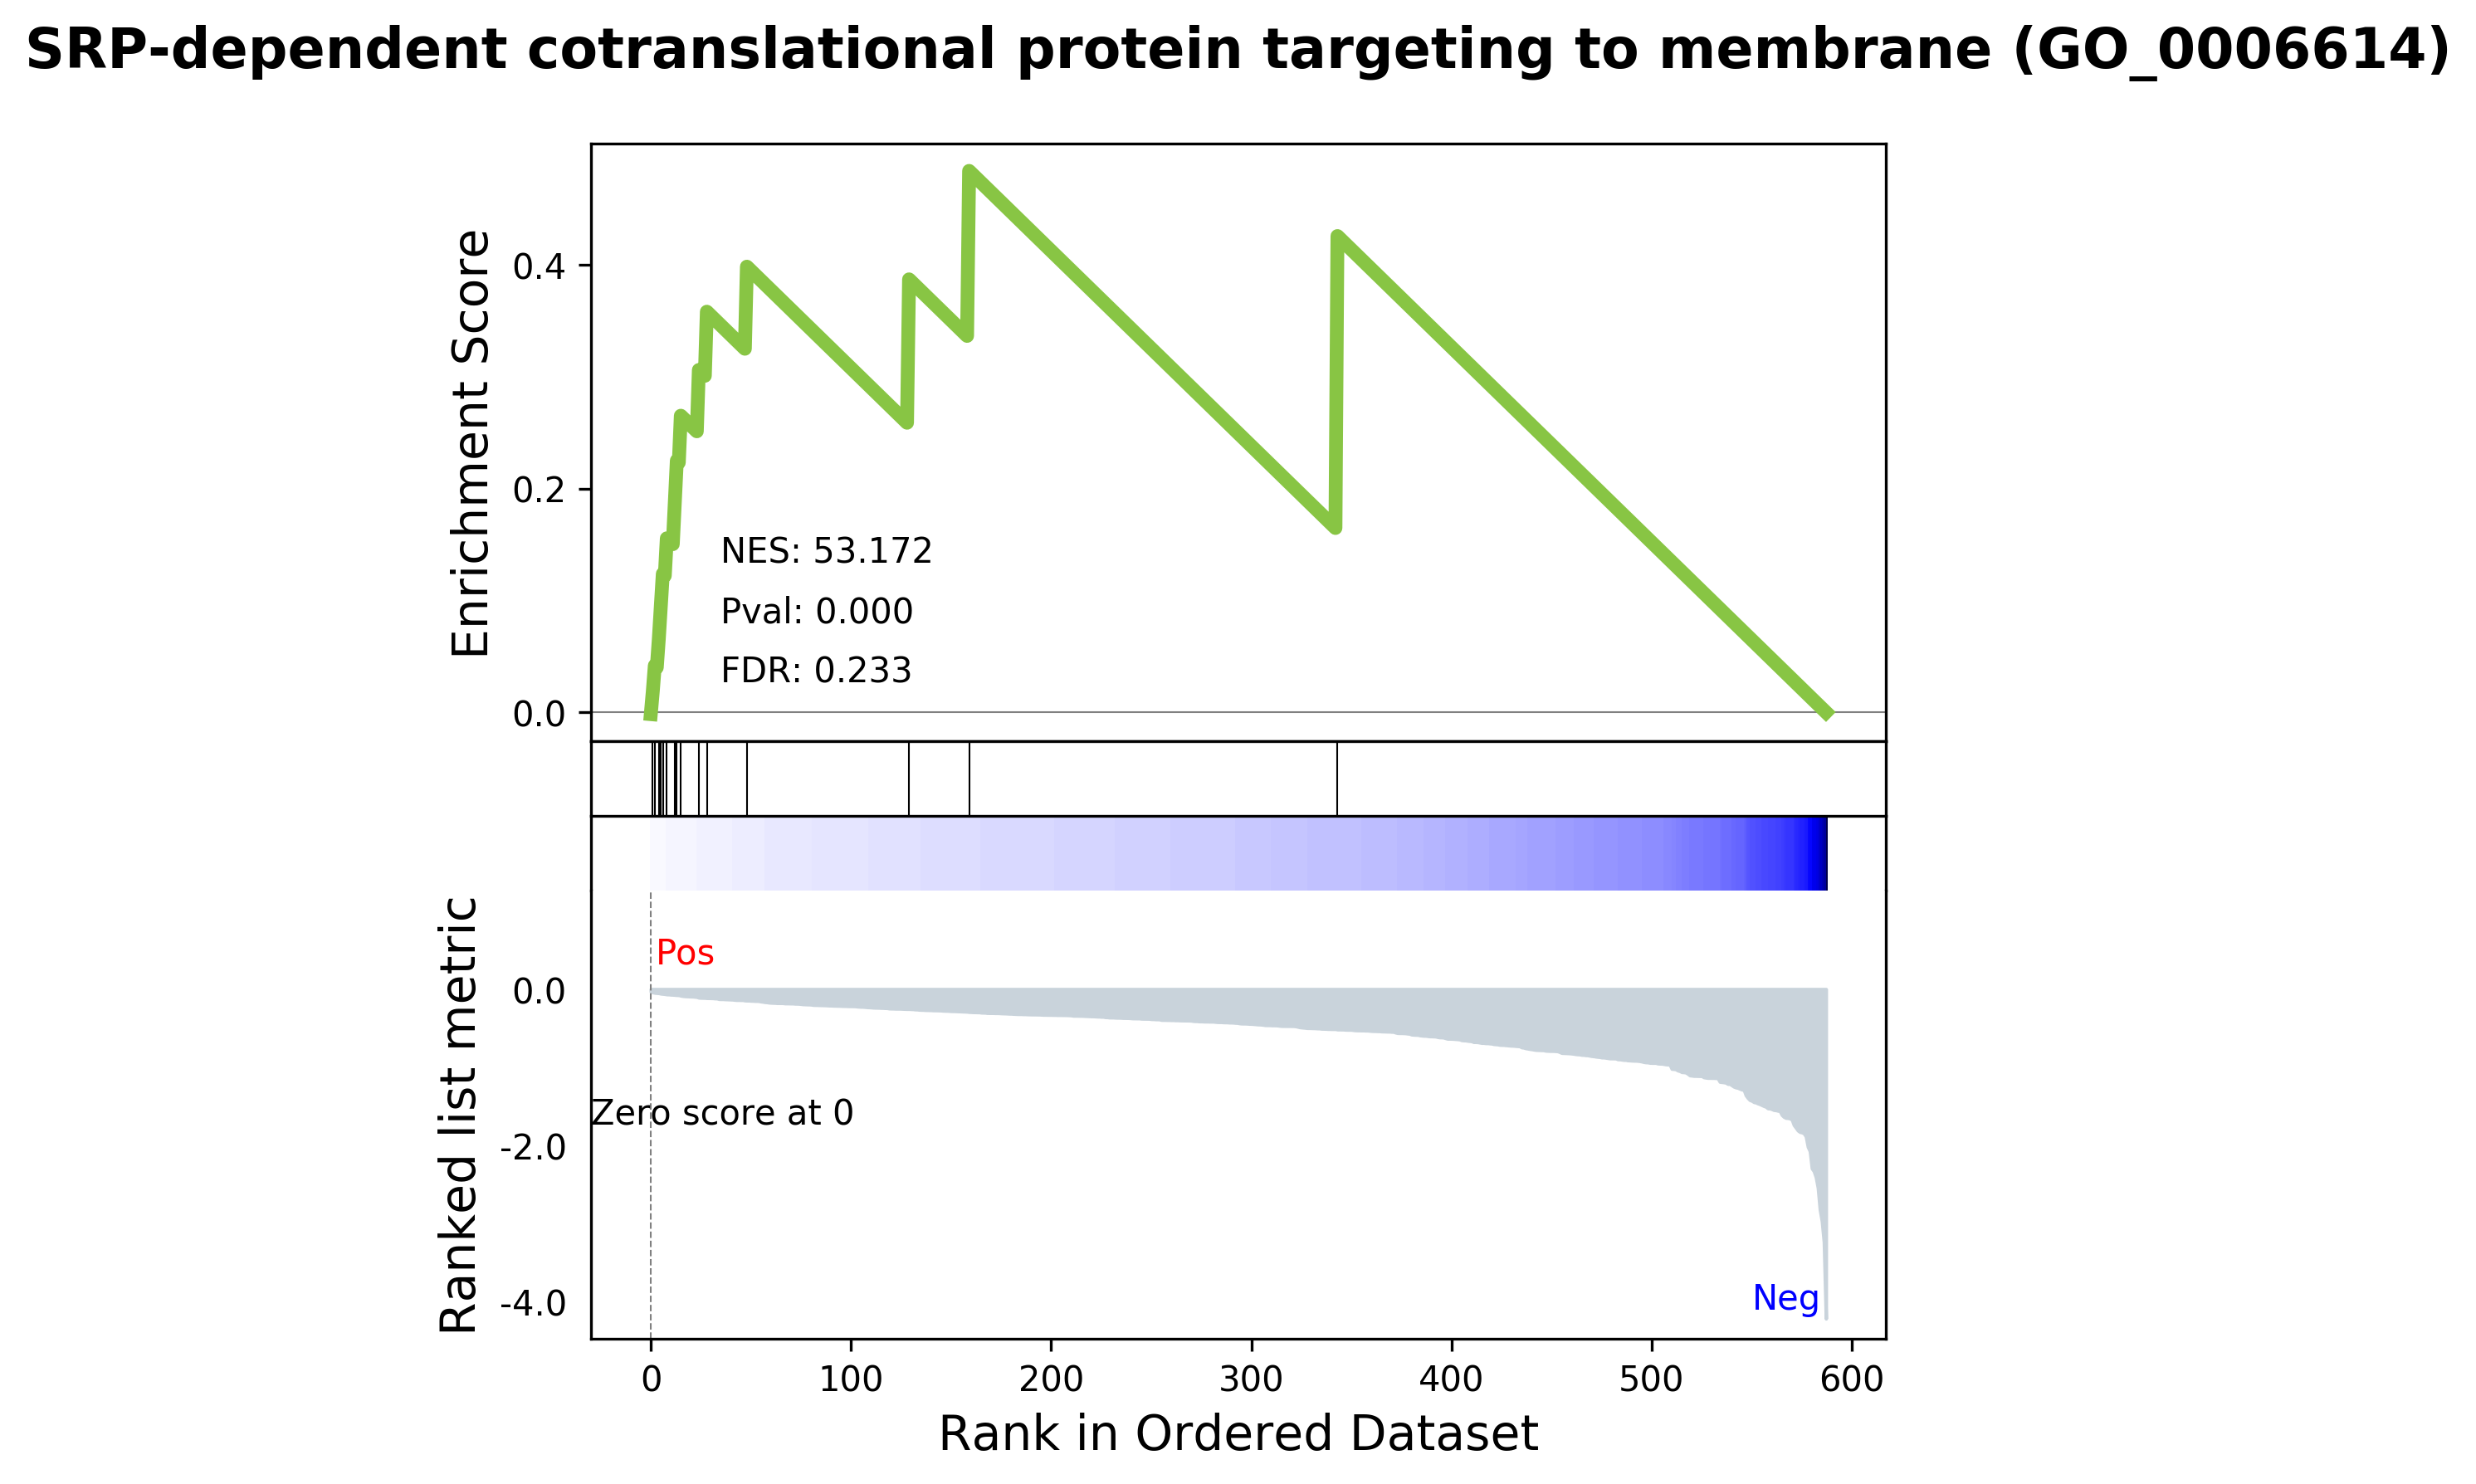 SRP-dependent cotranslational protein targeting to membrane (GO_0006614)
Enrichment Score
0.4
0.2
0.0
NES: 53.172
Pval: 0.000
FDR: 0.233
Ranked list metric
Pos
0.0
Zero score at 0
-2.0
-4.0
Neg
0 100 200 300 400 500 600
Rank in Ordered Dataset